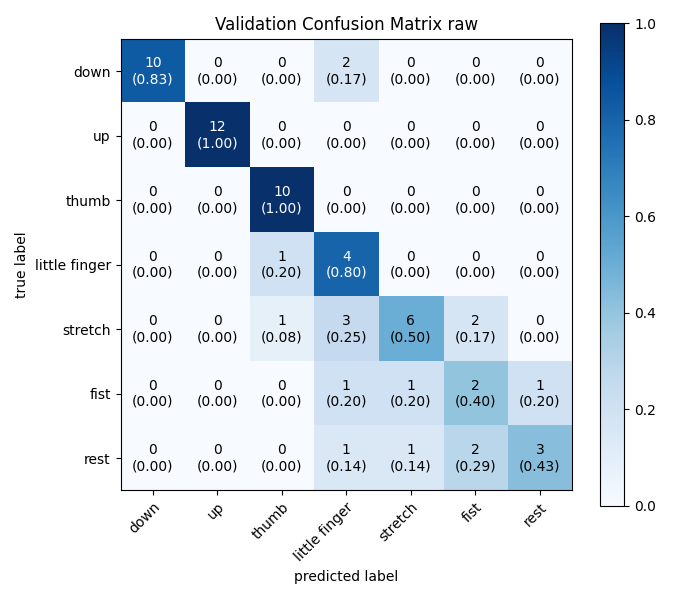 Validation Confusion Matrix raw
true label
down
10 0 0 2 0 0 0
(0.83) (0.00) (0.00) (0.17) (0.00) (0.00) (0.00)
up
0 12 0 0 0 0 0
(0.00) (1.00) (0.00) (0.00) (0.00) (0.00) (0.00)
thumb
0 0 10 0 0 0 0
(0.00) (0.00) (1.00) (0.00) (0.00) (0.00) (0.00)
little finger
0 0 1 4 0 0 0
(0.00) (0.00) (0.20) (0.80) (0.00) (0.00) (0.00)
stretch
0 0 1 3 6 2 0
(0.00) (0.00) (0.08) (0.25) (0.50) (0.17) (0.00)
fist
0 0 0 1 1 2 1
(0.00) (0.00) (0.00) (0.20) (0.20) (0.40) (0.20)
rest
0 0 0 1 1 2 3
(0.00) (0.00) (0.00) (0.14) (0.14) (0.29) (0.43)
down
up
thumb
little finger
stretch
fist
rest
predicted label
1.0
0.8
0.6
0.4
0.2
0.0